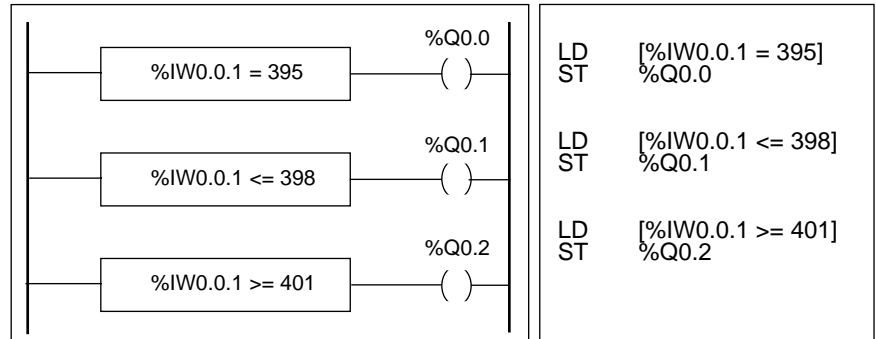 %Q0.0
%IW0.0.1 = 395
%Q0.1
%IW0.0.1 <= 398
%Q0.2
%IW0.0.1 >= 401
LD [%IW0.0.1 = 395]
ST %Q0.0
LD [%IW0.0.1 <= 398]
ST %Q0.1
LD [%IW0.0.1 >= 401]
ST %Q0.2